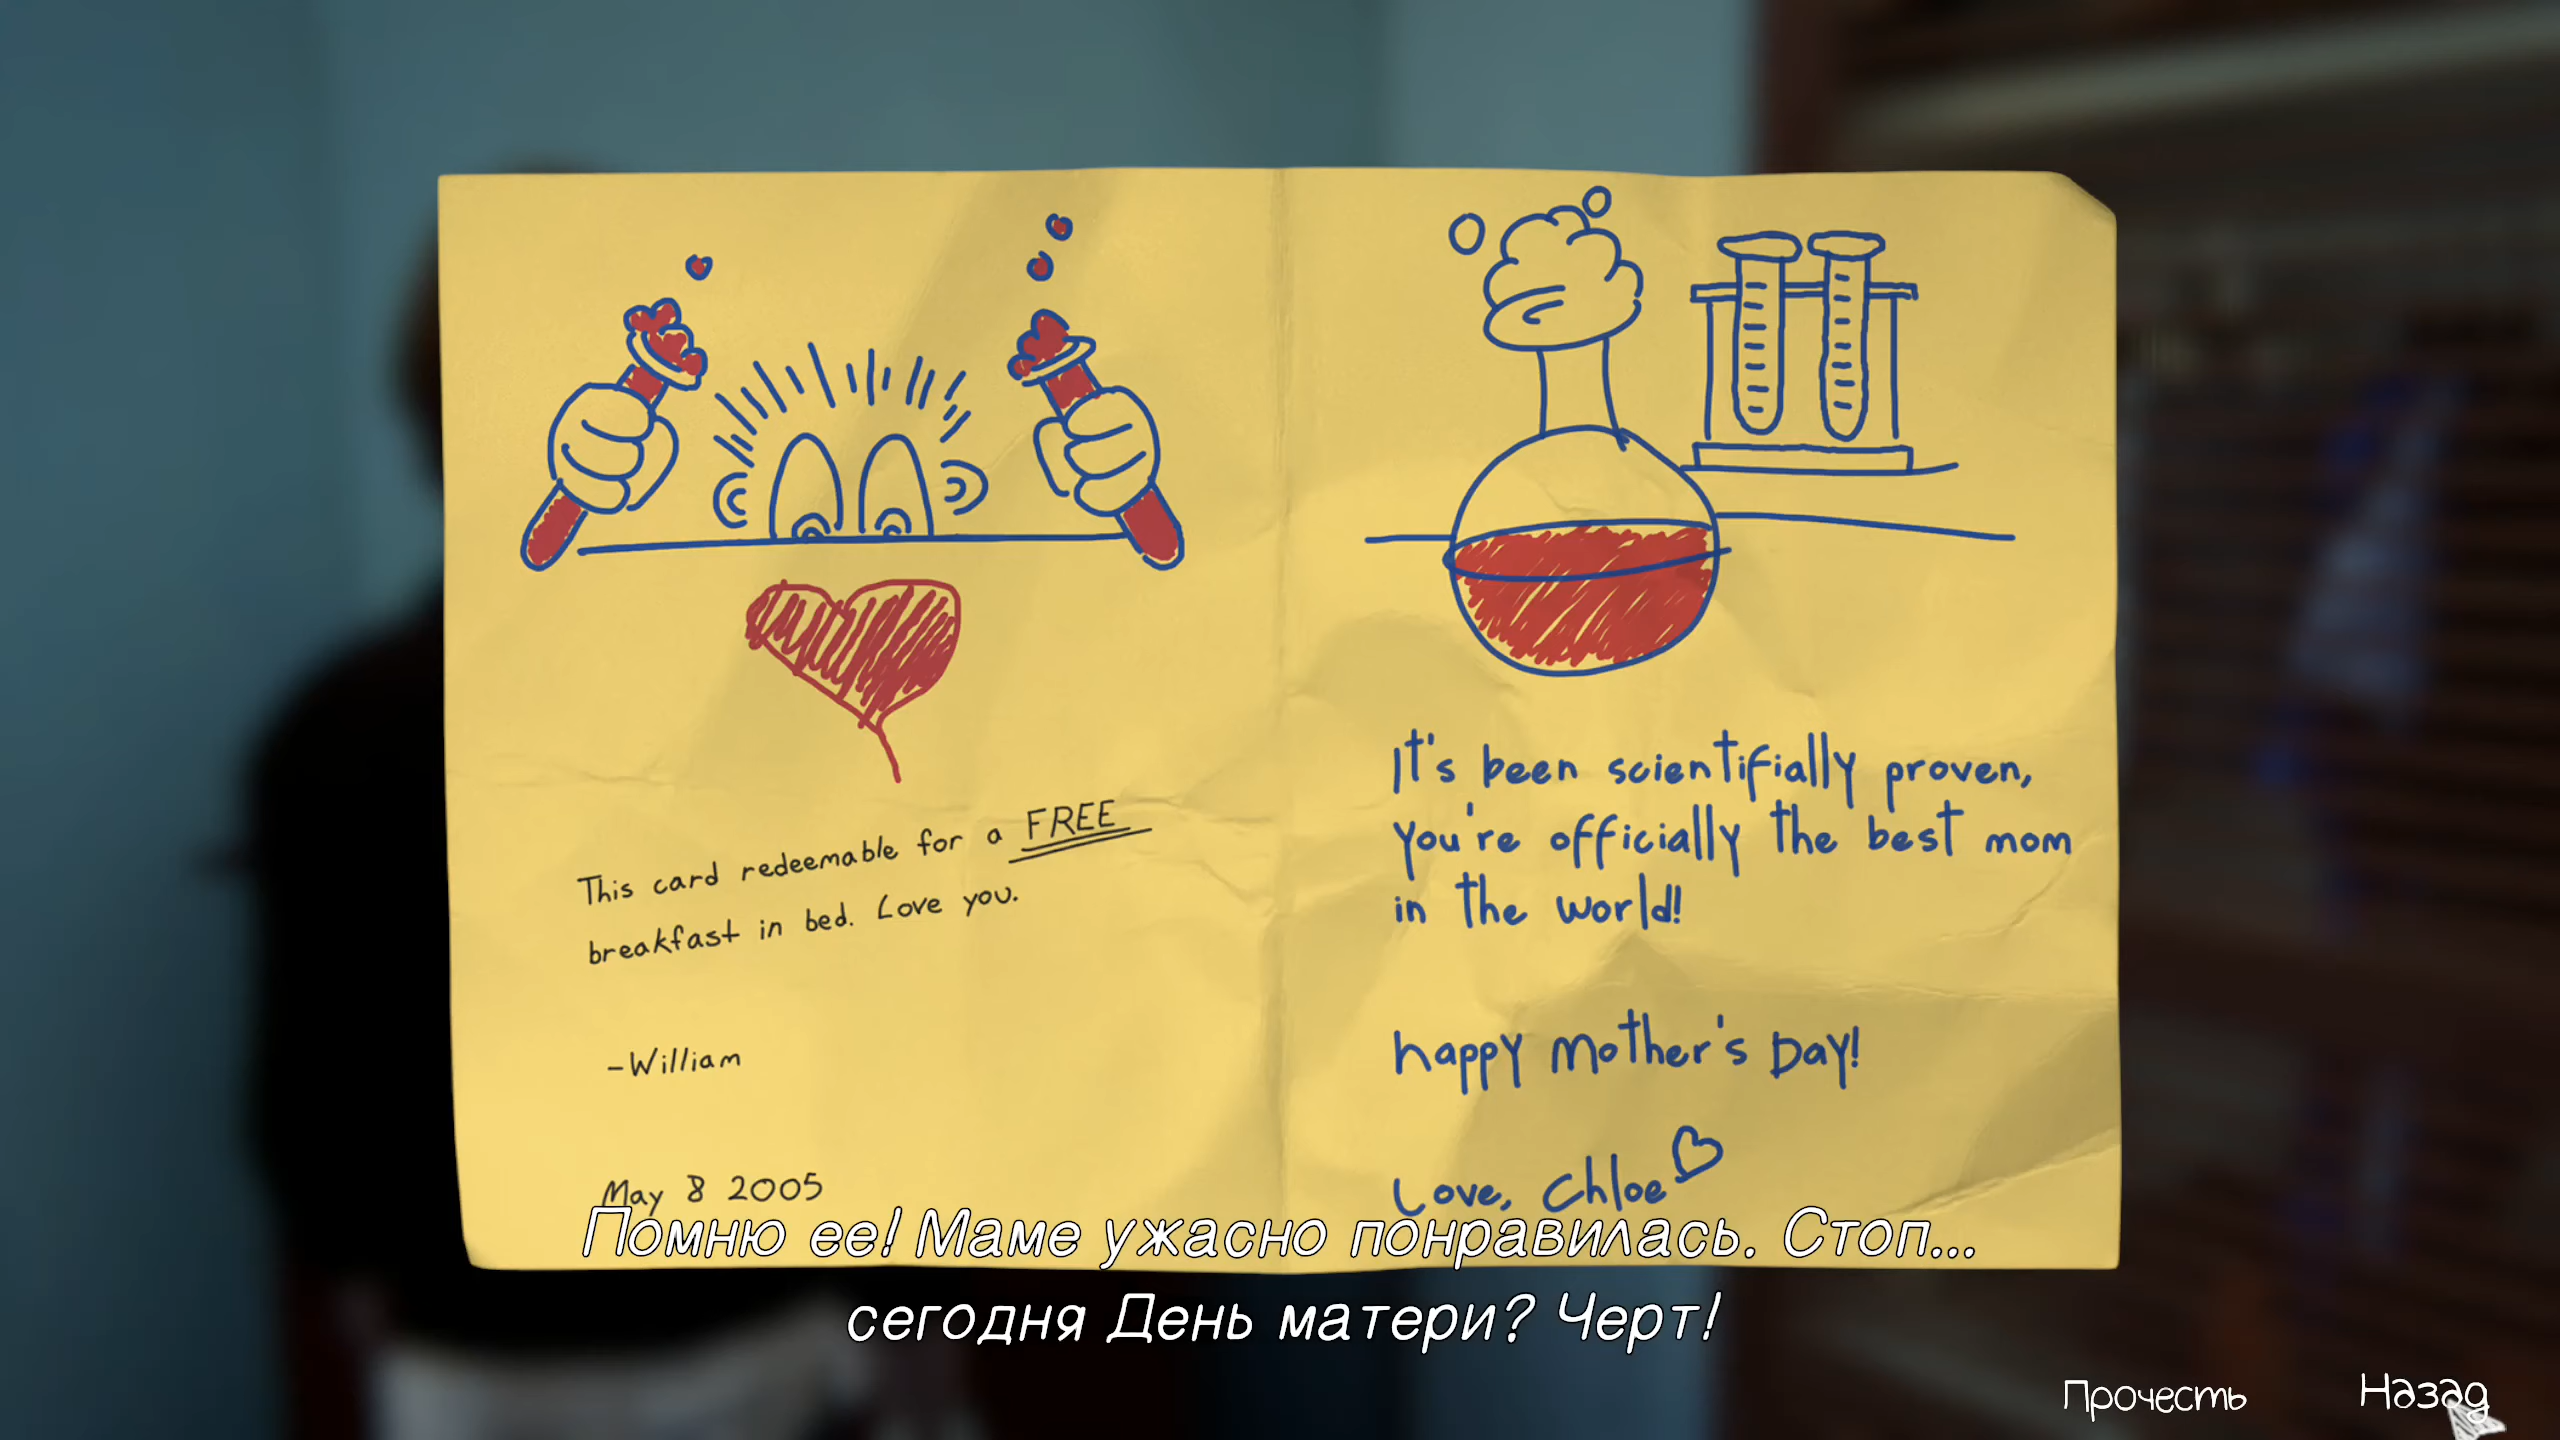 This card redeemable for a FREE
breakfast in bed. Love you.
-William
May 8 2005
It's been scientifially proven,
you're officially the best mom
in the world!
happy mother's Day!
Love, Chloe
Помню ее! Маме ужасно понравилась. Стоп...
сегодня День матери? Черт!
Прочесть
Назад